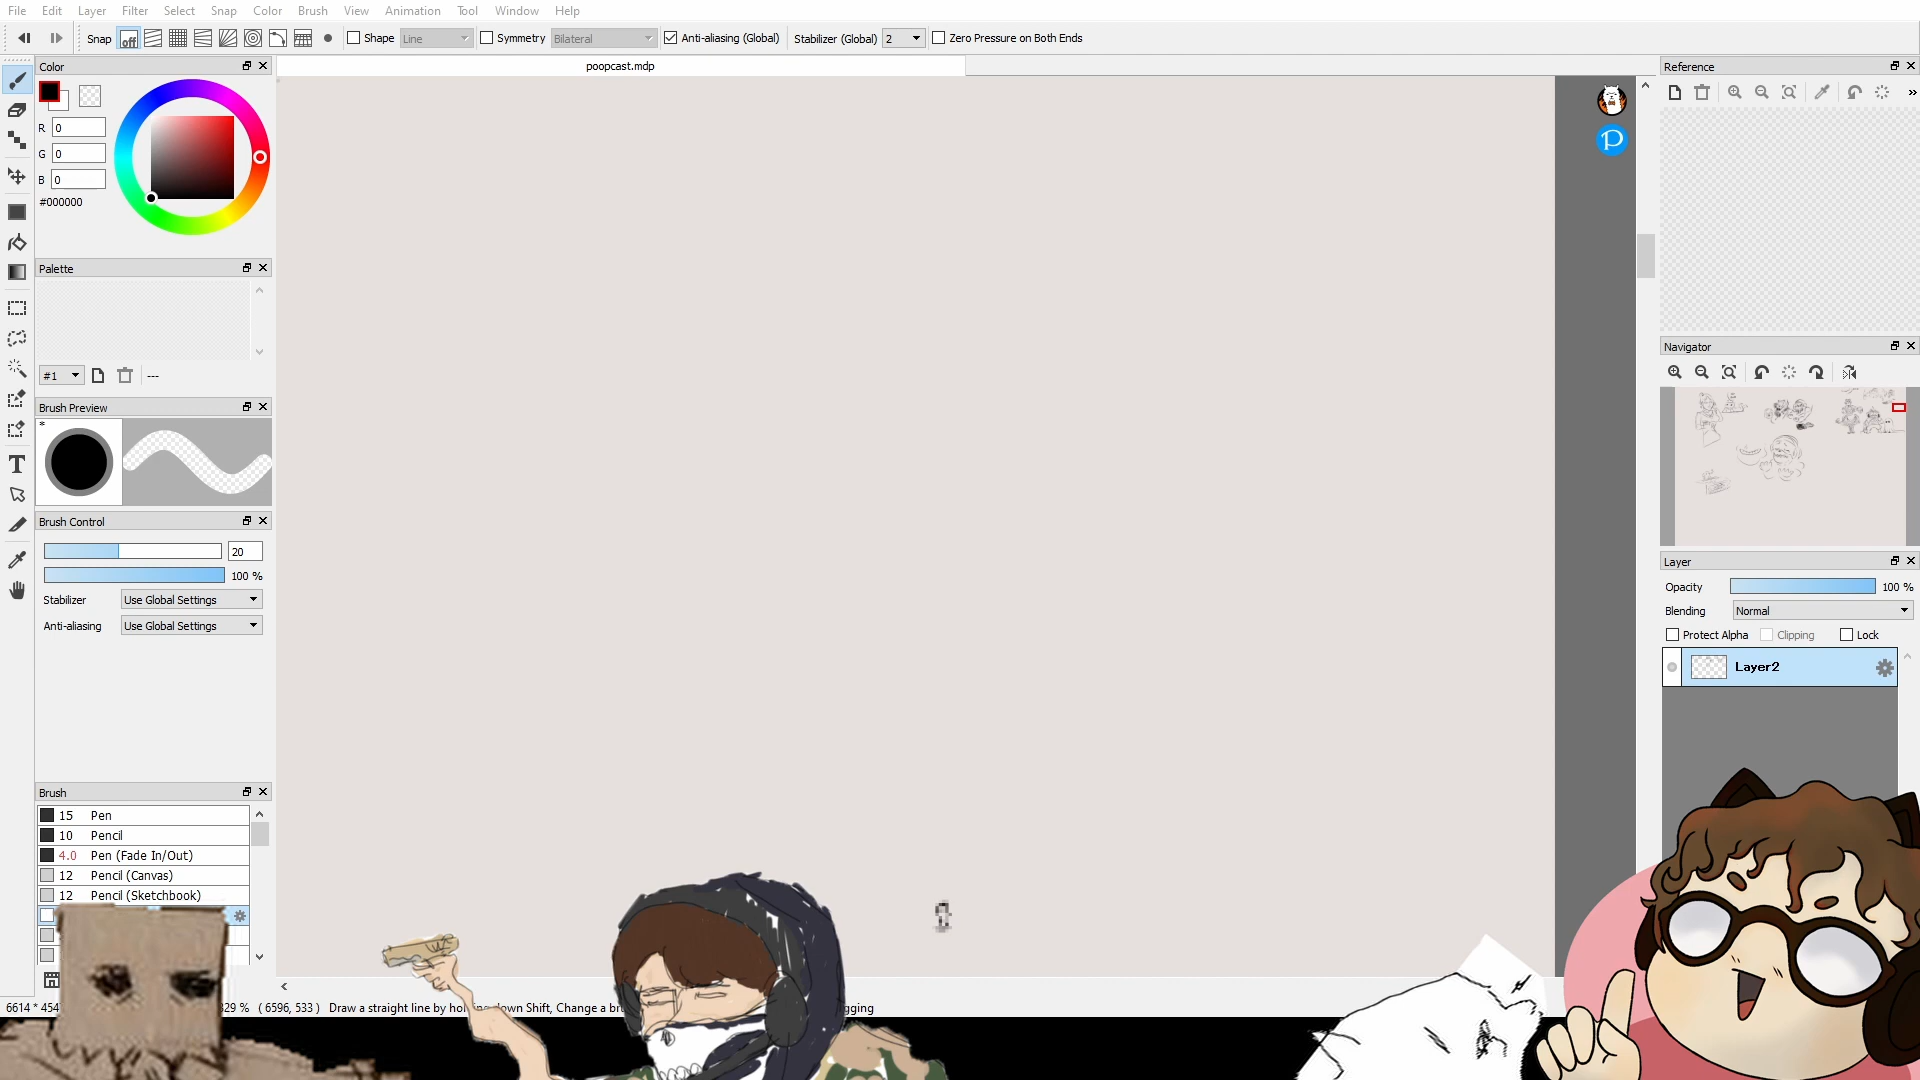 File Edit Layer Filter Select Snap Color Brush View Animation Tool Window Help
Snap off Shape Line Symmetry Bilateral Anti-aliasing (Global) Stabilizer (Global) 2 Zero Pressure on Both Ends
Color
poopcast.mdp
Reference
R 0
G 0
B 0
#000000
Palette
#1 ---
Navigator
Brush Preview
*
Brush Control
20
100 %
Stabilizer Use Global Settings
Anti-aliasing Use Global Settings
Layer
Opacity 100 %
Blending Normal
Protect Alpha Clipping Lock
Layer2
Brush
15 Pen
10 Pencil
4.0 Pen (Fade In/Out)
12 Pencil (Canvas)
12 Pencil (Sketchbook)
6614 * 454 29 % ( 6596, 533 ) Draw a straight line by down Shift, Change a